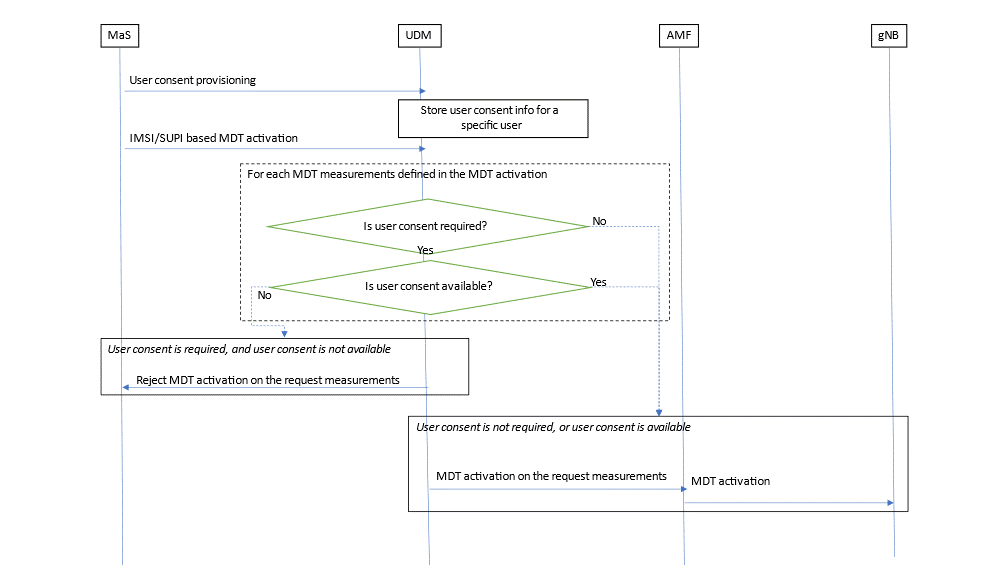 MaS
UDM
AMF
gNB
User consent provisioning
Store user consent info for a
specific user
IMSI/SUPI based MDT activation
For each MDT measurements defined in the MDT activation
Is user consent required?
No
Yes
Is user consent available?
Yes
No
User consent is required, and user consent is not available
Reject MDT activation on the request measurements
User consent is not required, or user consent is available
MDT activation on the request measurements
MDT activation